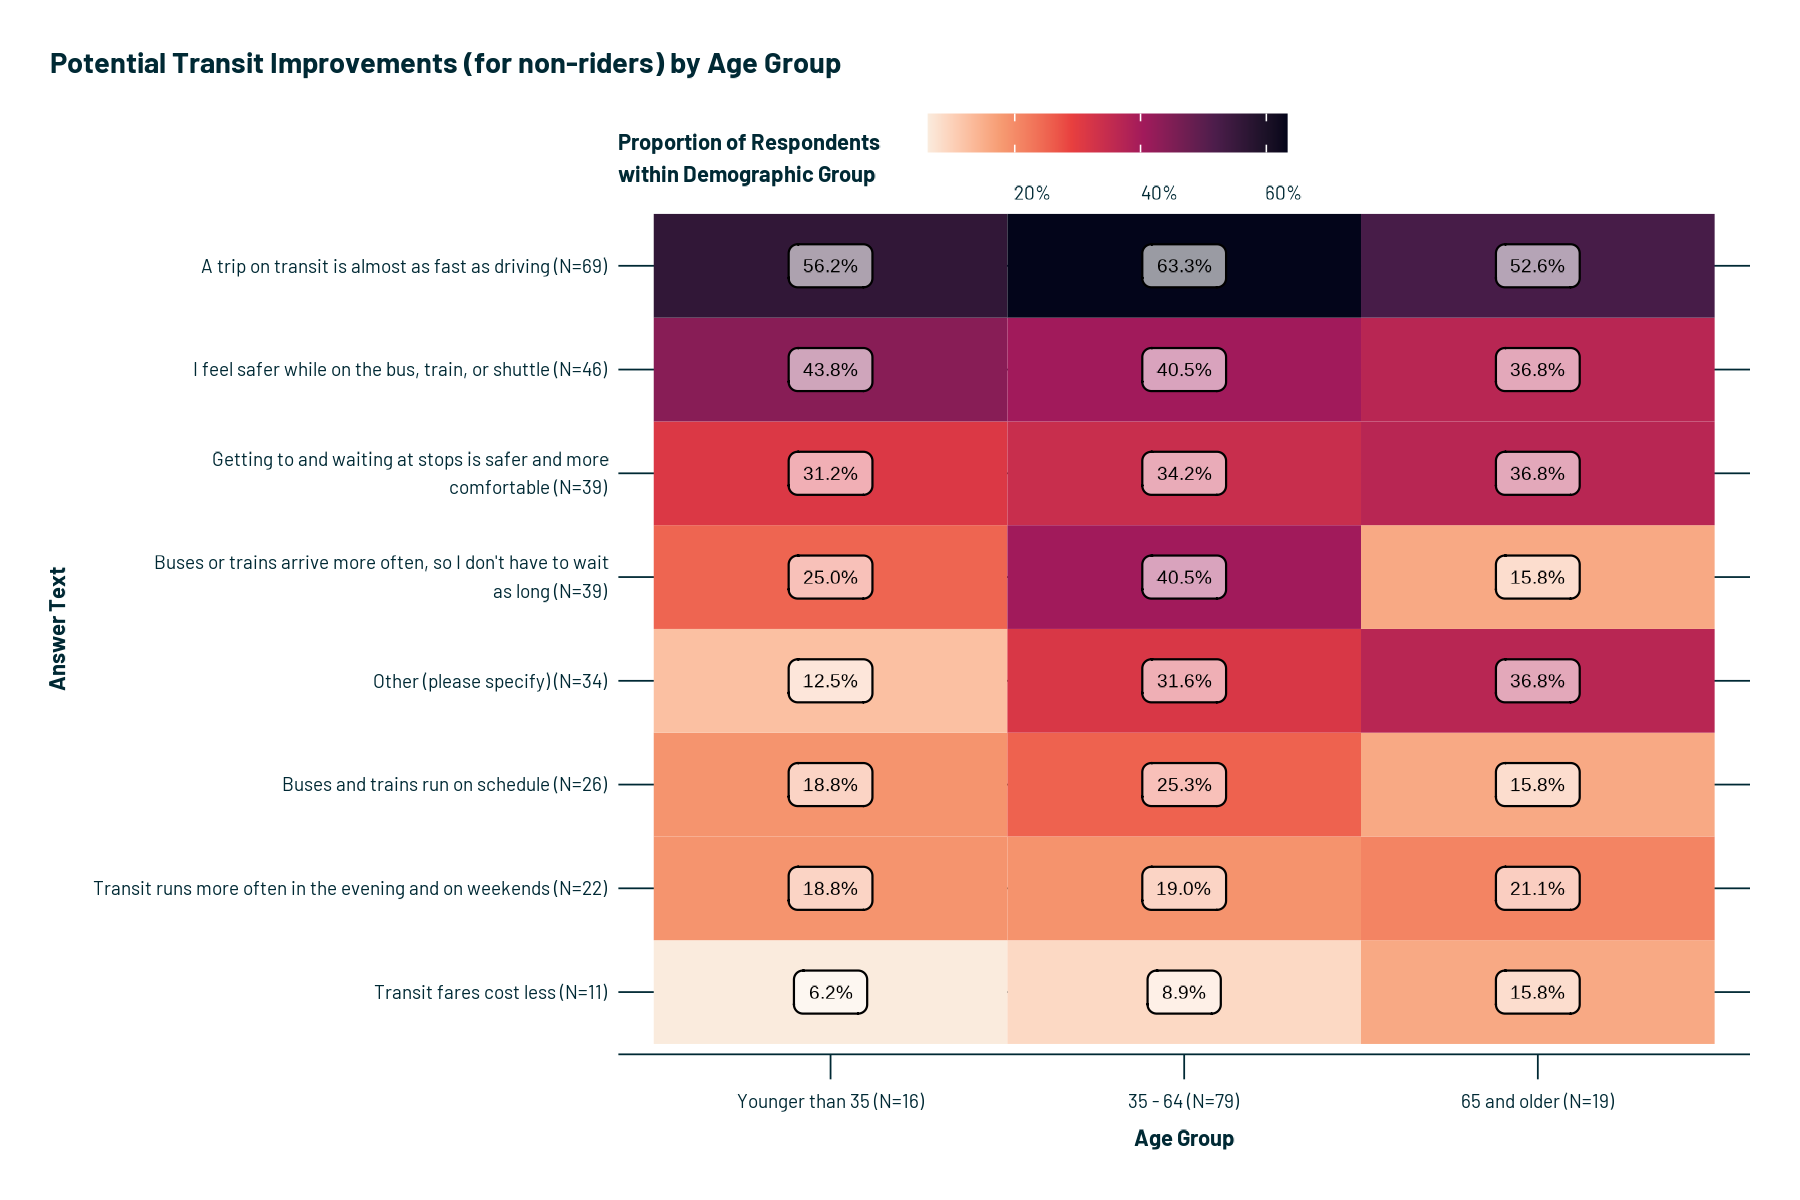 Potential Transit Improvements (for non-riders) by Age Group
Proportion of Respondents
within Demographic Group
20% 40% 60%
A trip on transit is almost as fast as driving (N=69) 56.2% 63.3% 52.6%
I feel safer while on the bus, train, or shuttle (N=46) 43.8% 40.5% 36.8%
Getting to and waiting at stops is safer and more
comfortable (N=39) 31.2% 34.2% 36.8%
Buses or trains arrive more often, so I don't have to wait
as long (N=39) 25.0% 40.5% 15.8%
Other (please specify) (N=34) 12.5% 31.6% 36.8%
Buses and trains run on schedule (N=26) 18.8% 25.3% 15.8%
Transit runs more often in the evening and on weekends (N=22) 18.8% 19.0% 21.1%
Transit fares cost less (N=11) 6.2% 8.9% 15.8%
Answer Text
Younger than 35 (N=16) 35 - 64 (N=79) 65 and older (N=19)
Age Group